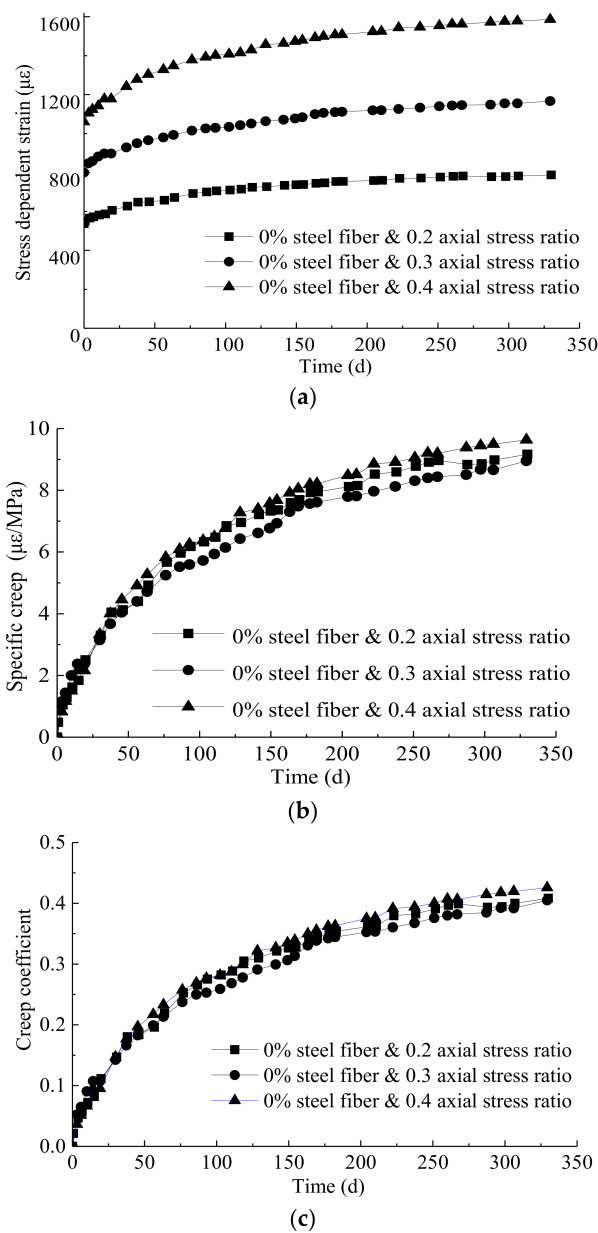 1600
1200
800
400
0
Stress dependent strain (με)
0% steel fiber & 0.2 axial stress ratio
0% steel fiber & 0.3 axial stress ratio
0% steel fiber & 0.4 axial stress ratio
0 50 100 150 200 250 300 350
Time (d)
(a)
10
8
6
4
2
0
Specific creep (με/MPa)
0% steel fiber & 0.2 axial stress ratio
0% steel fiber & 0.3 axial stress ratio
0% steel fiber & 0.4 axial stress ratio
0 50 100 150 200 250 300 350
Time (d)
(b)
0.5
0.4
0.3
0.2
0.1
0.0
Creep coefficient
0% steel fiber & 0.2 axial stress ratio
0% steel fiber & 0.3 axial stress ratio
0% steel fiber & 0.4 axial stress ratio
0 50 100 150 200 250 300 350
Time (d)
(c)